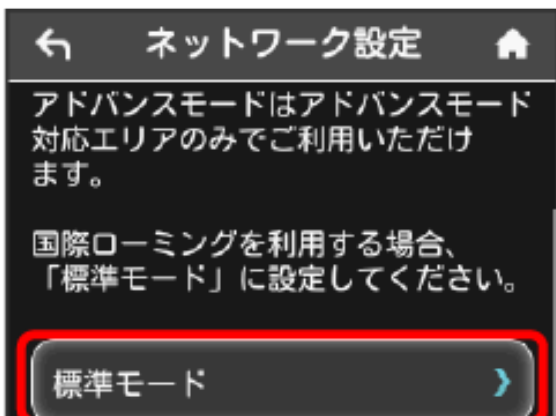 ネットワーク設定
アドバンスモードはアドバンスモード
対応エリアのみでご利用いただけ
ます。
国際ローミングを利用する場合、
「標準モード」に設定してください。
標準モード